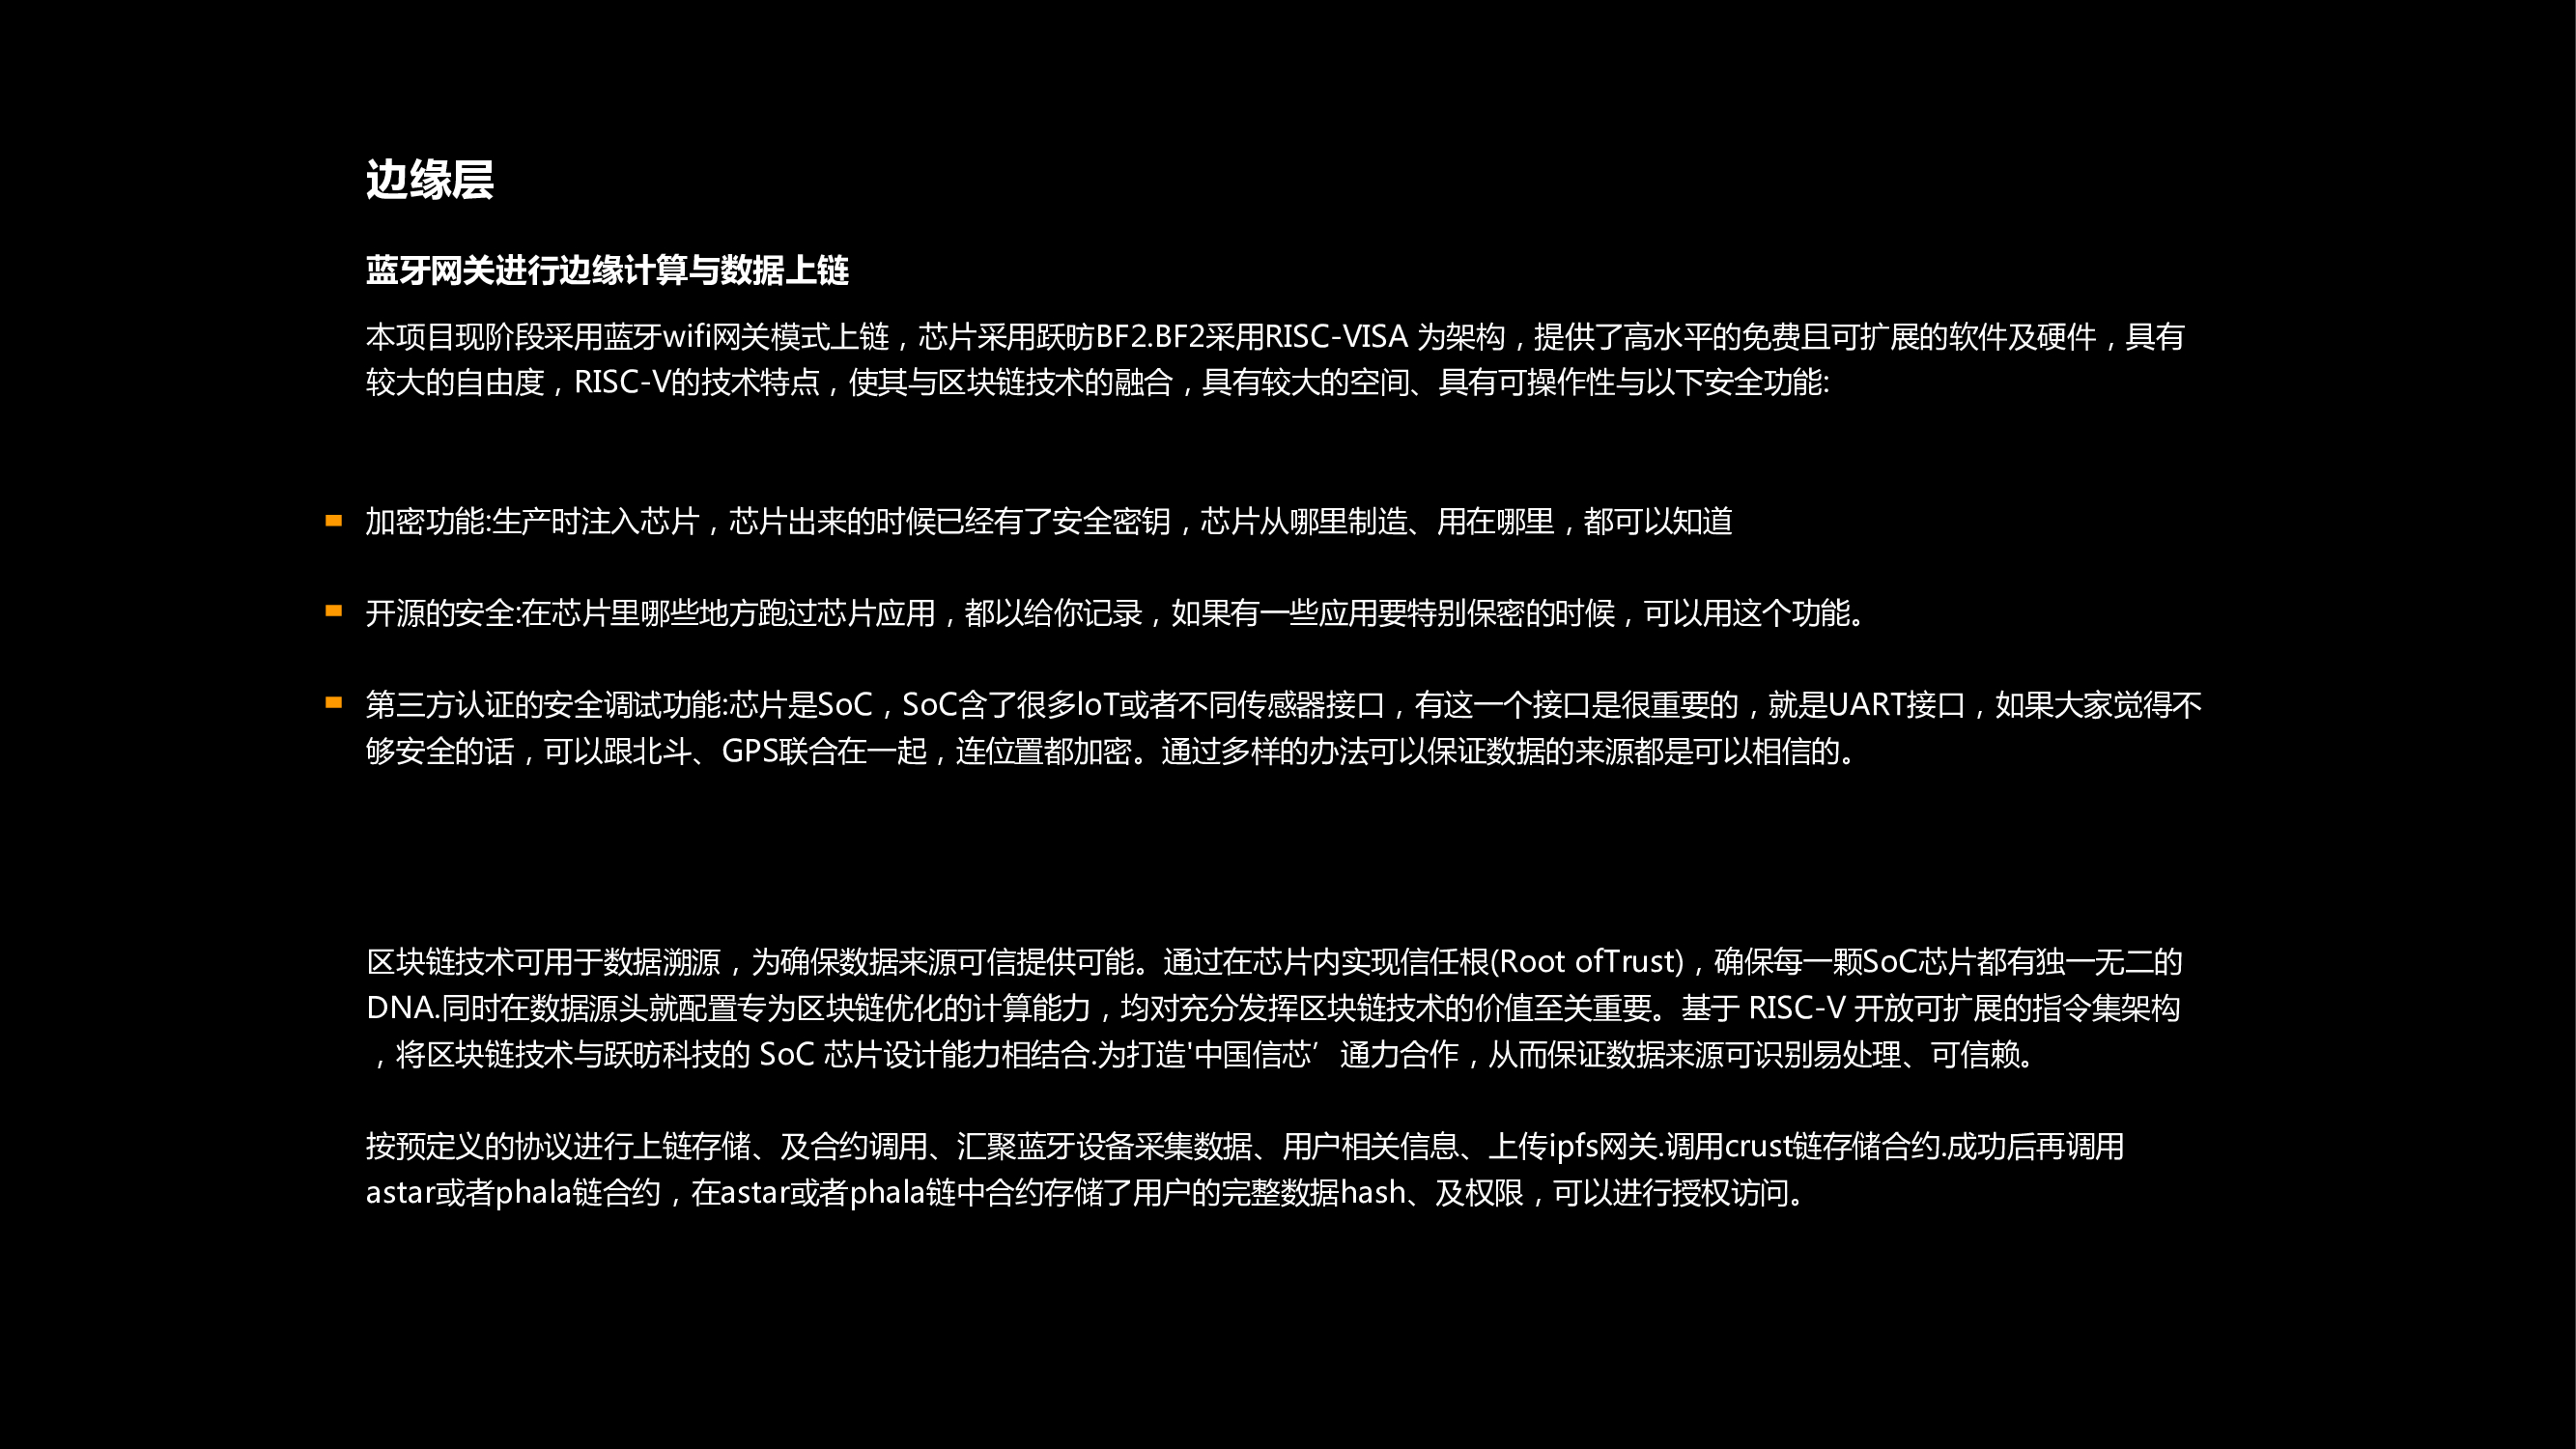 边缘层
蓝牙网关进行边缘计算与数据上链
本项目现阶段采用蓝牙wifi网关模式上链，芯片采用跃昉BF2.BF2采用RISC-VISA 为架构，提供了高水平的免费且可扩展的软件及硬件，具有
较大的自由度，RISC-V的技术特点，使其与区块链技术的融合，具有较大的空间、具有可操作性与以下安全功能:
加密功能:生产时注入芯片，芯片出来的时候已经有了安全密钥，芯片从哪里制造、用在哪里，都可以知道
开源的安全:在芯片里哪些地方跑过芯片应用，都以给你记录，如果有一些应用要特别保密的时候，可以用这个功能。
第三方认证的安全调试功能:芯片是SoC，SoC含了很多loT或者不同传感器接口，有这一个接口是很重要的，就是UART接口，如果大家觉得不
够安全的话，可以跟北斗、GPS联合在一起，连位置都加密。通过多样的办法可以保证数据的来源都是可以相信的。
区块链技术可用于数据溯源，为确保数据来源可信提供可能。通过在芯片内实现信任根(Root ofTrust)，确保每一颗SoC芯片都有独一无二的
DNA.同时在数据源头就配置专为区块链优化的计算能力，均对充分发挥区块链技术的价值至关重要。基于 RISC-V 开放可扩展的指令集架构
，将区块链技术与跃昉科技的 SoC 芯片设计能力相结合.为打造'中国信芯’通力合作，从而保证数据来源可识别易处理、可信赖。
按预定义的协议进行上链存储、及合约调用、汇聚蓝牙设备采集数据、用户相关信息、上传ipfs网关.调用crust链存储合约.成功后再调用
astar或者phala链合约，在astar或者phala链中合约存储了用户的完整数据hash、及权限，可以进行授权访问。